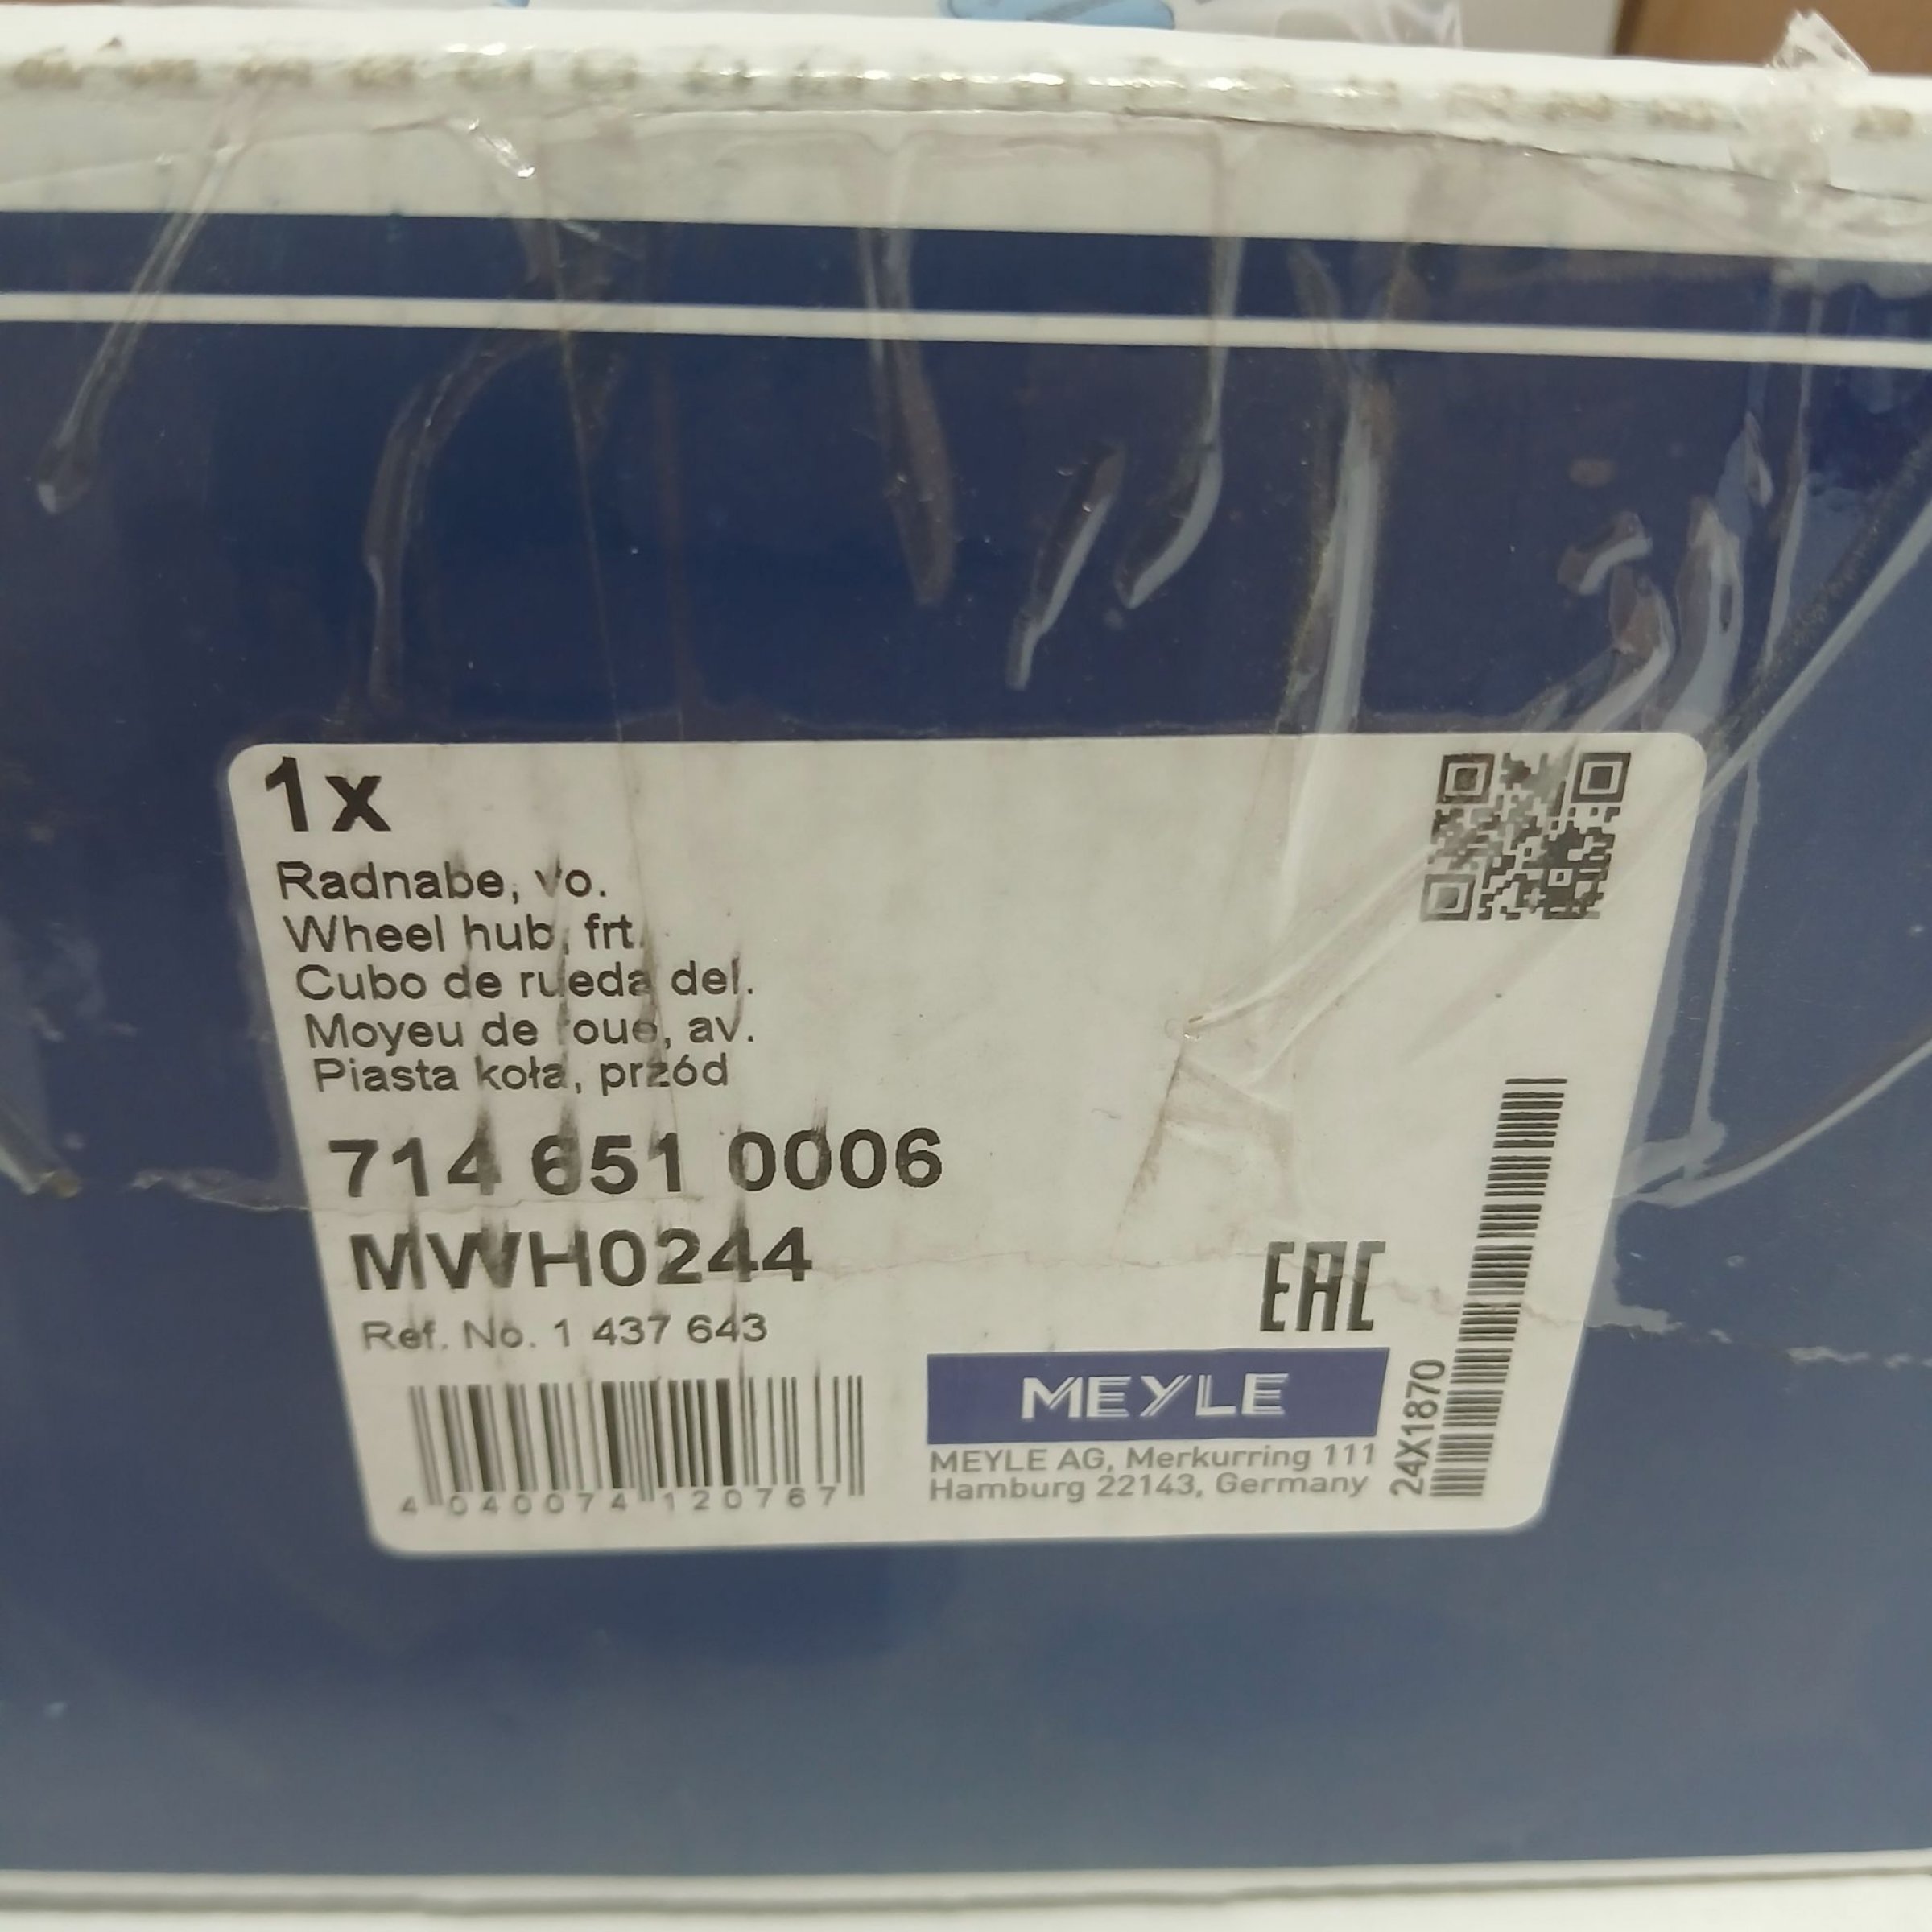 1x
Radnabe, vo.
Wheel hub, frt.
Cubo de rueda del.
Moyeu de roue, av.
Piasta koła, przód
714 651 0006
MWH0244
Ref. No. 1 437 643
4 040074 120767
EAC
MEYLE
MEYLE AG, Merkurring 111
Hamburg 22143, Germany
24X1870